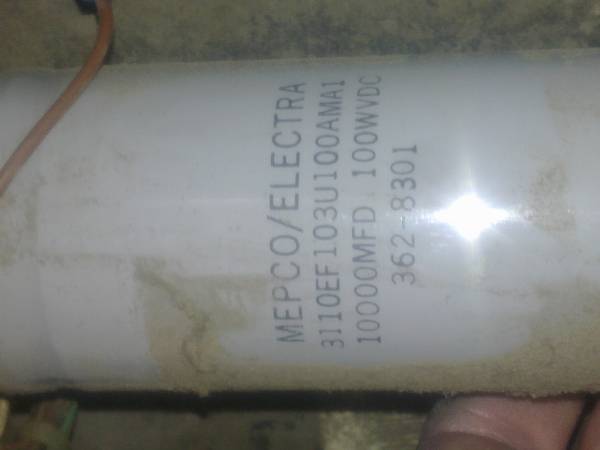 MEPCO/ELECTRA
3110EF103U100AMA1
10000MFD 100WVDC
362-8301